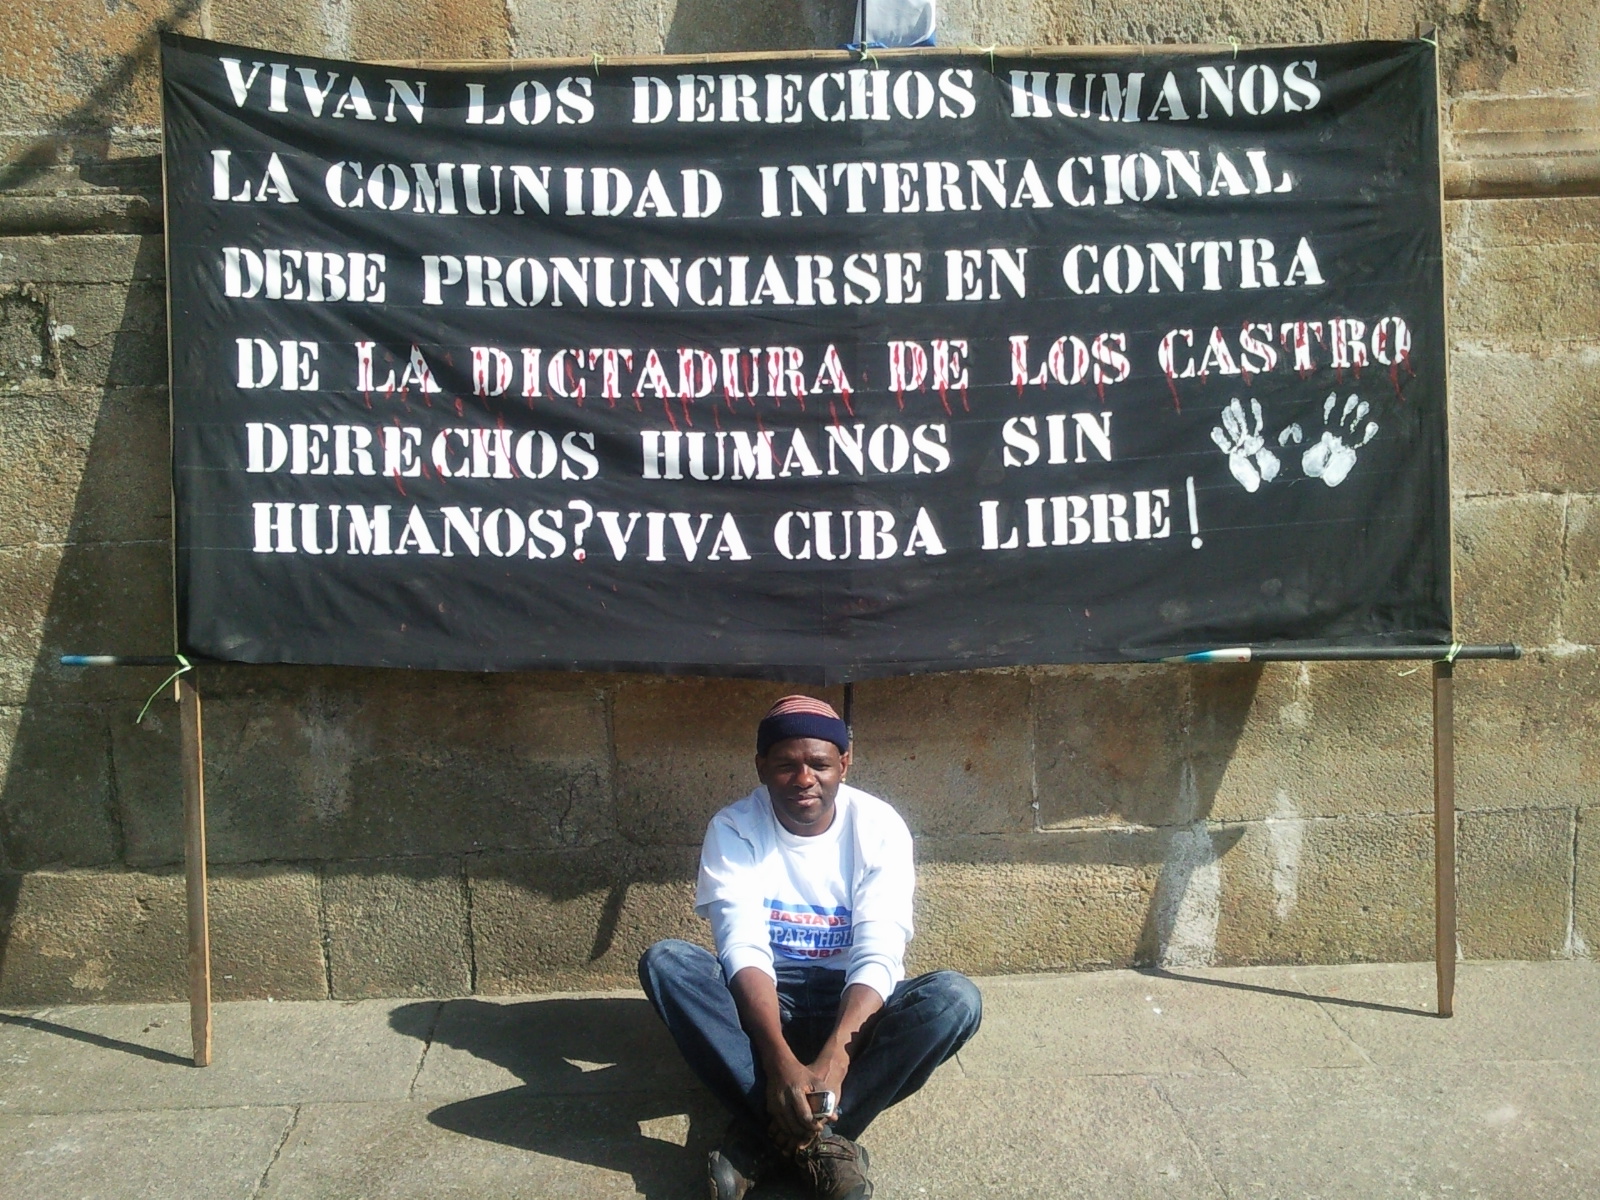 VIVAN LOS DERECHOS HUMANOS
LA COMUNIDAD INTERNACIONAL
DEBE PRONUNCIARSE EN CONTRA
DE LA DICTADURA DE LOS CASTRO
DERECHOS HUMANOS SIN
HUMANOS? VIVA CUBA LIBRE!
BASTA DE
PARTHEI
CUBA